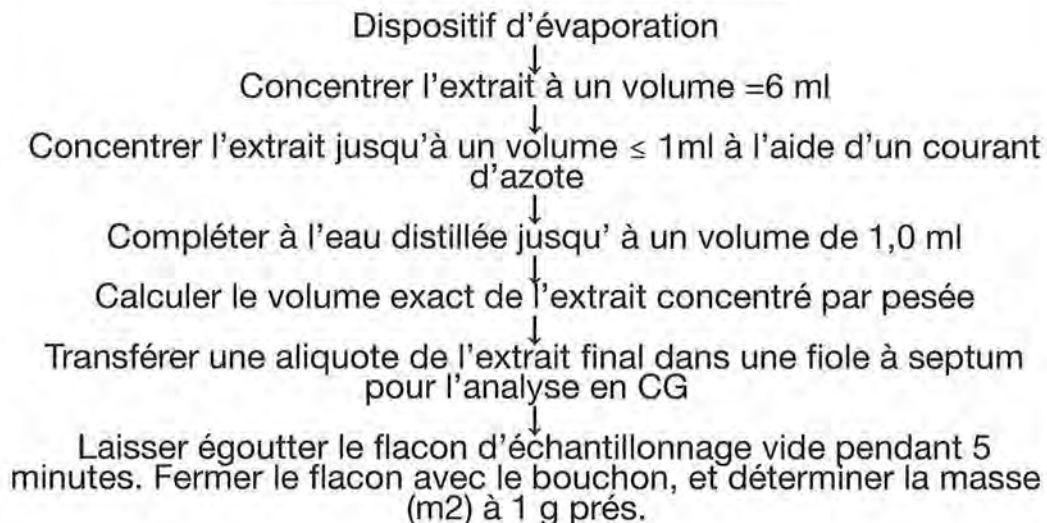 Dispositif d'évaporation
↓
Concentrer l'extrait à un volume =6 ml
↓
Concentrer l'extrait jusqu'à un volume ≤ 1ml à l'aide d'un courant
d'azote
↓
Compléter à l'eau distillée jusqu' à un volume de 1,0 ml
↓
Calculer le volume exact de l'extrait concentré par pesée
↓
Transférer une aliquote de l'extrait final dans une fiole à septum
pour l'analyse en CG
↓
Laisser égoutter le flacon d'échantillonnage vide pendant 5
minutes. Fermer le flacon avec le bouchon, et déterminer la masse
(m2) à 1 g prés.